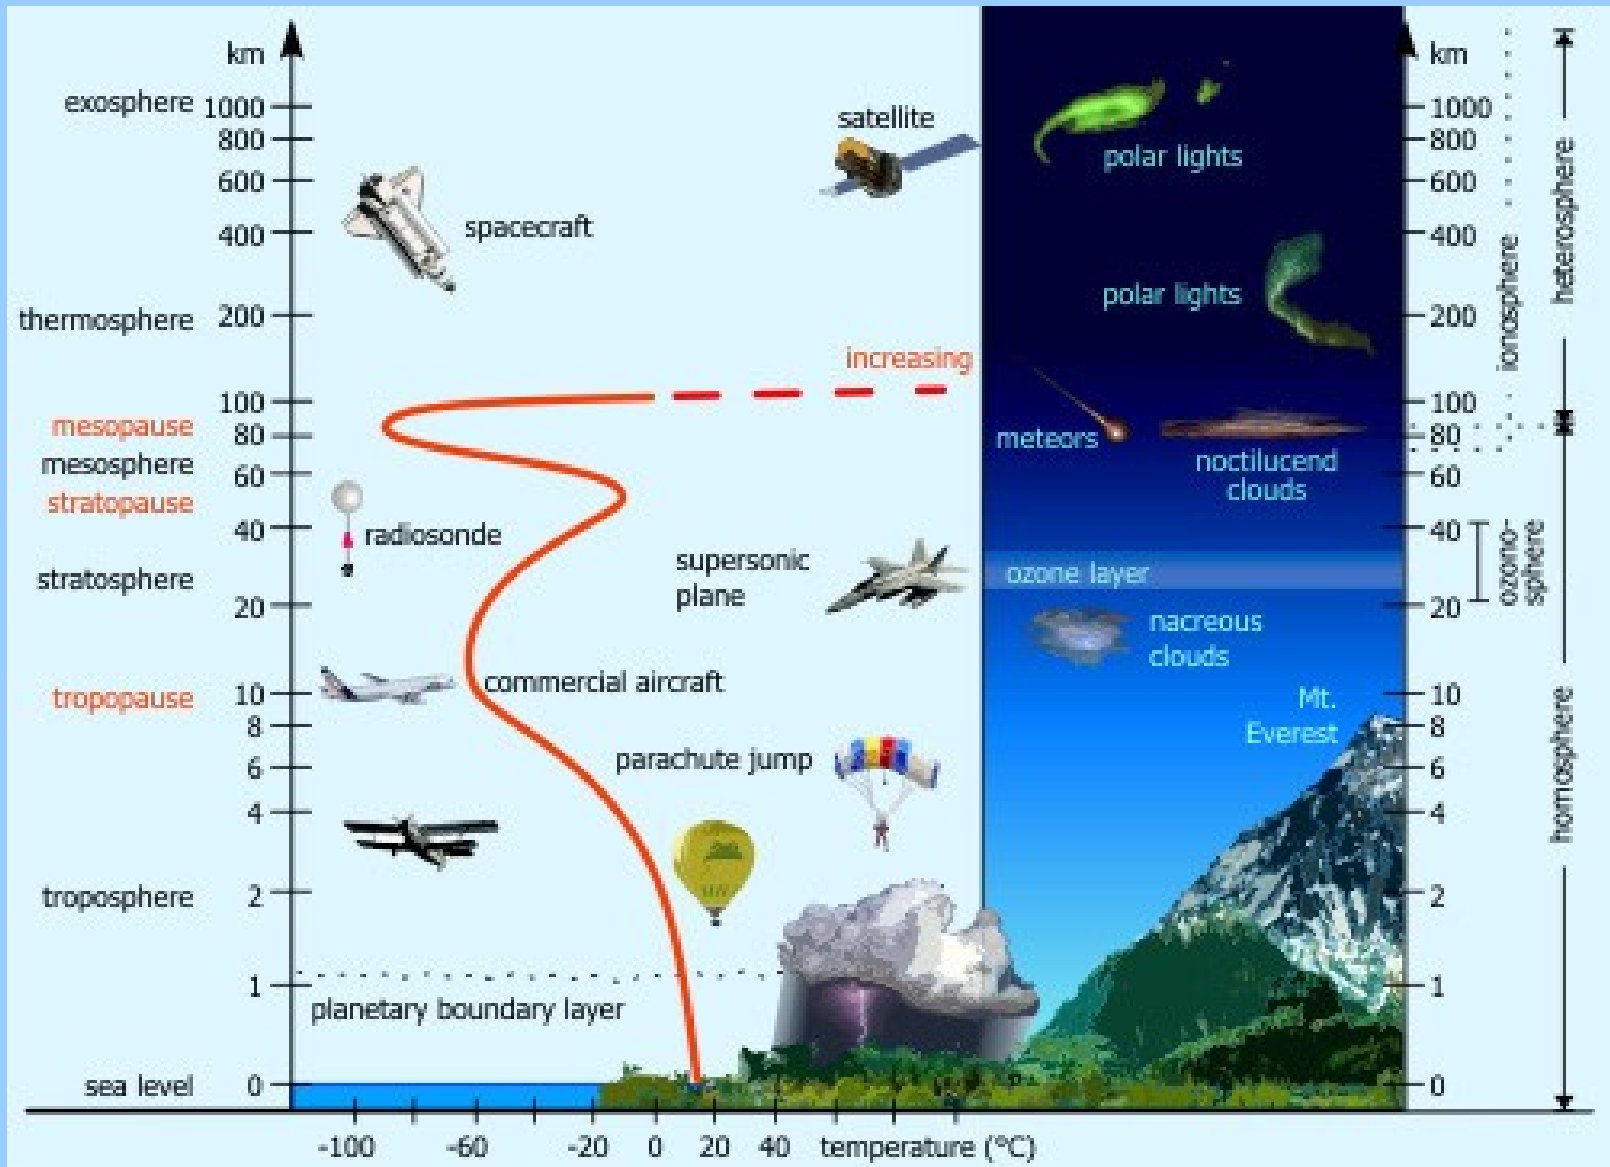 km
exosphere 1000
800
600
400
thermosphere 200
100
mesopause
80
mesosphere
60
stratopause
40
stratosphere
20
tropopause 10
8
6
4
troposphere 2
1
sea level 0
satellite
spacecraft
increasing
radiosonde
supersonic
plane
commercial aircraft
parachute jump
planetary boundary layer
polar lights
polar lights
meteors
noctilucend
clouds
ozone layer
nacreous
clouds
Mt.
Everest
km
1000
800
600
400
200
100
80
60
40
20
10
8
6
4
2
1
0
ionosphere
ozono-
sphere
heterosphere
homosphere
-100 -60 -20 0 20 40 temperature (°C)